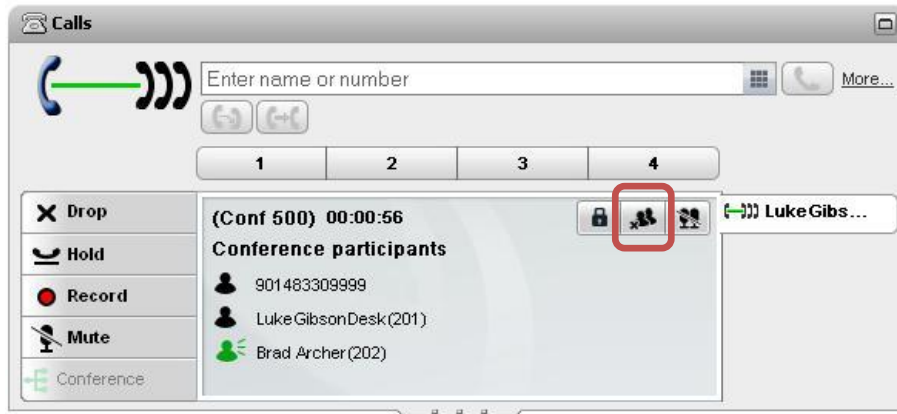 Calls
Enter name or number
More...
1 2 3 4
Drop
(Conf 500) 00:00:56
LukeGibs...
Hold
Conference participants
901483309999
Record
LukeGibsonDesk(201)
Mute
Brad Archer(202)
Conference